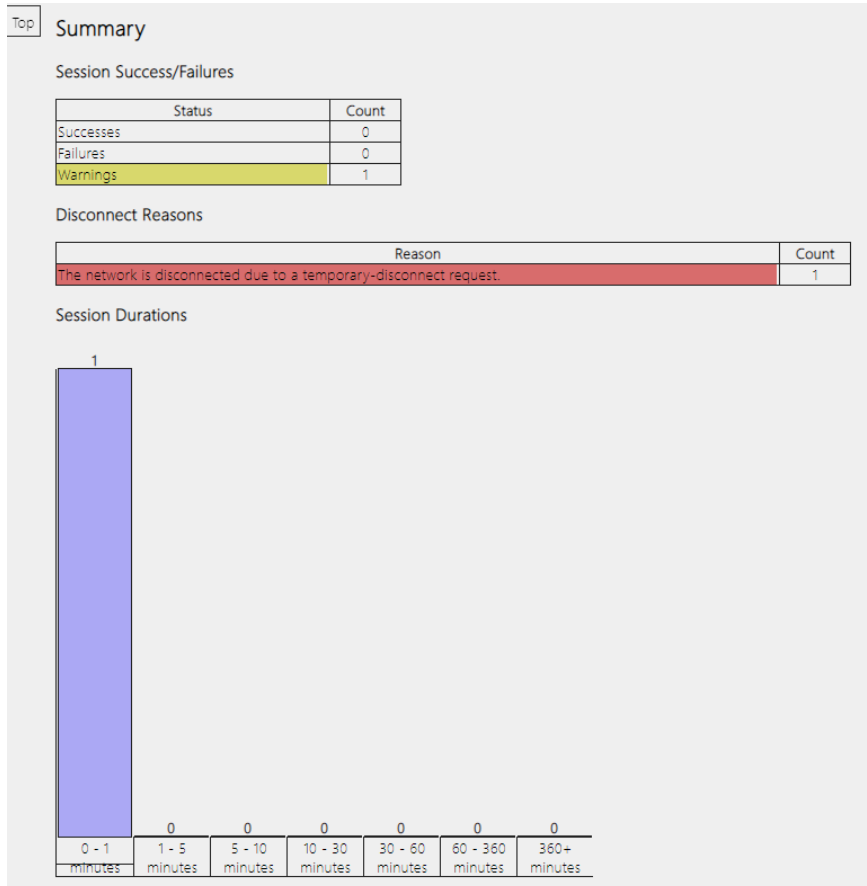 Top
Summary
Session Success/Failures
Status Count
Successes 0
Failures 0
Warnings 1
Disconnect Reasons
Reason Count
The network is disconnected due to a temporary-disconnect request. 1
Session Durations
1
0 0 0 0 0 0
0 - 1 1 - 5 5 - 10 10 - 30 30 - 60 60 - 360 360+
minutes minutes minutes minutes minutes minutes minutes